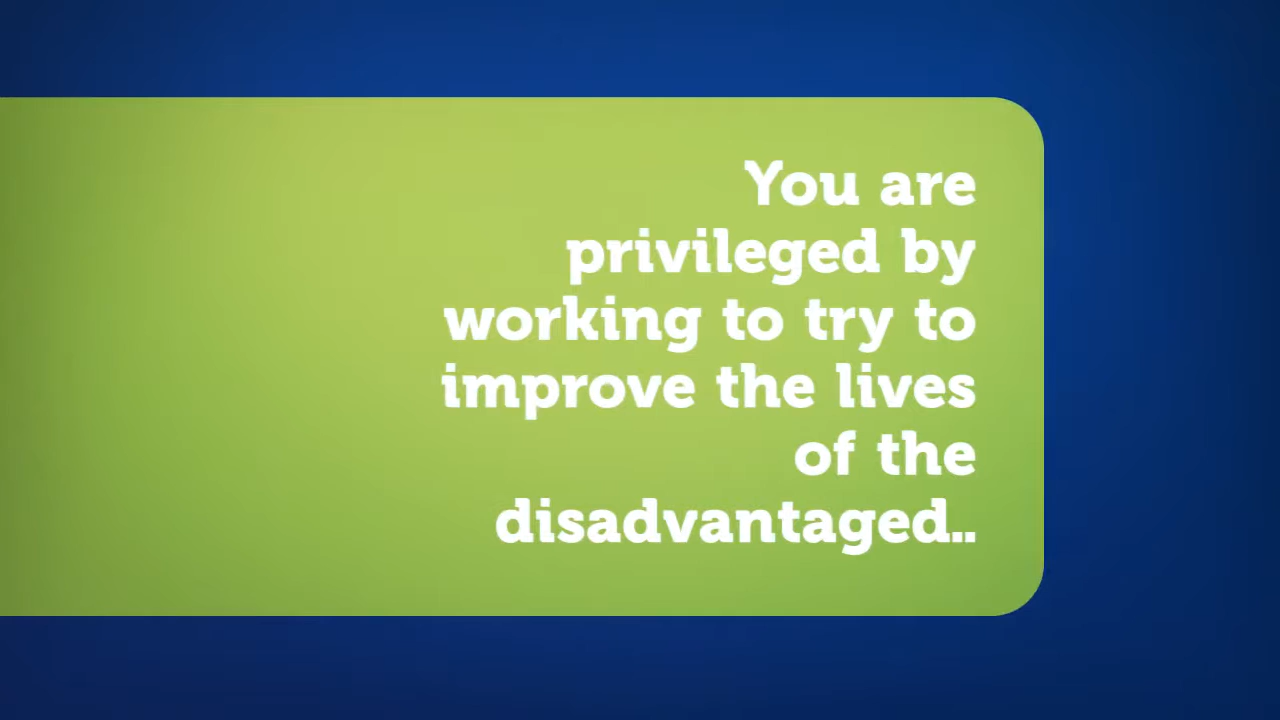 You are
privileged by
working to try to
improve the lives
of the
disadvantaged..